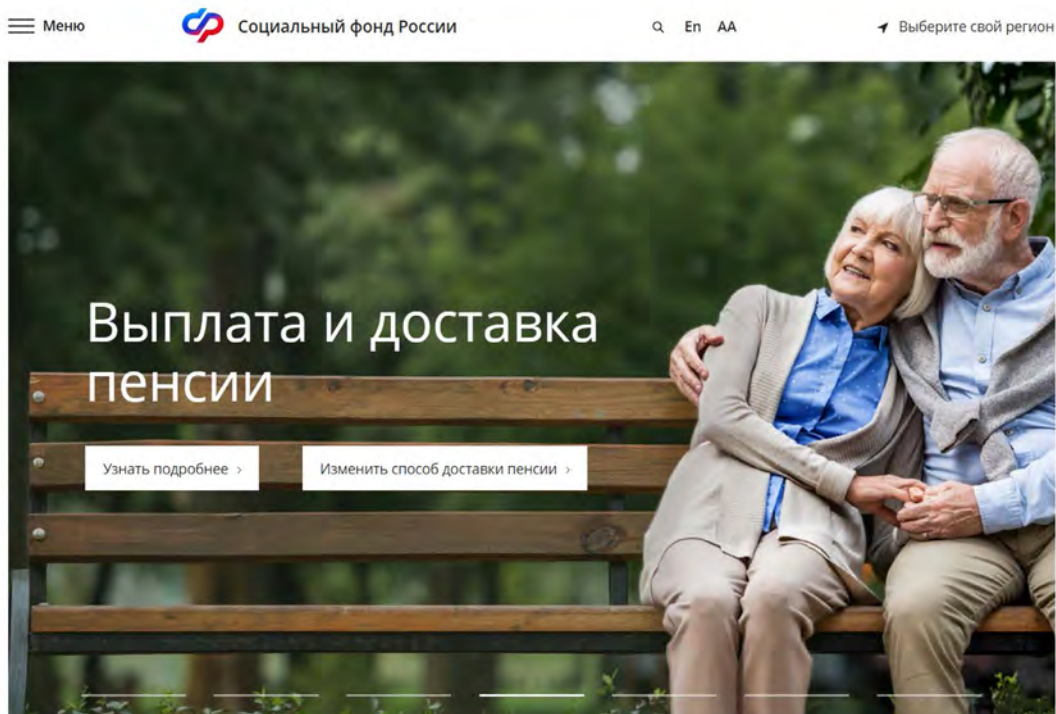 Меню
Социальный фонд России
En AA
Выберите свой регион
Выплата и доставка
пенсии
Узнать подробнее ›
Изменить способ доставки пенсии ›